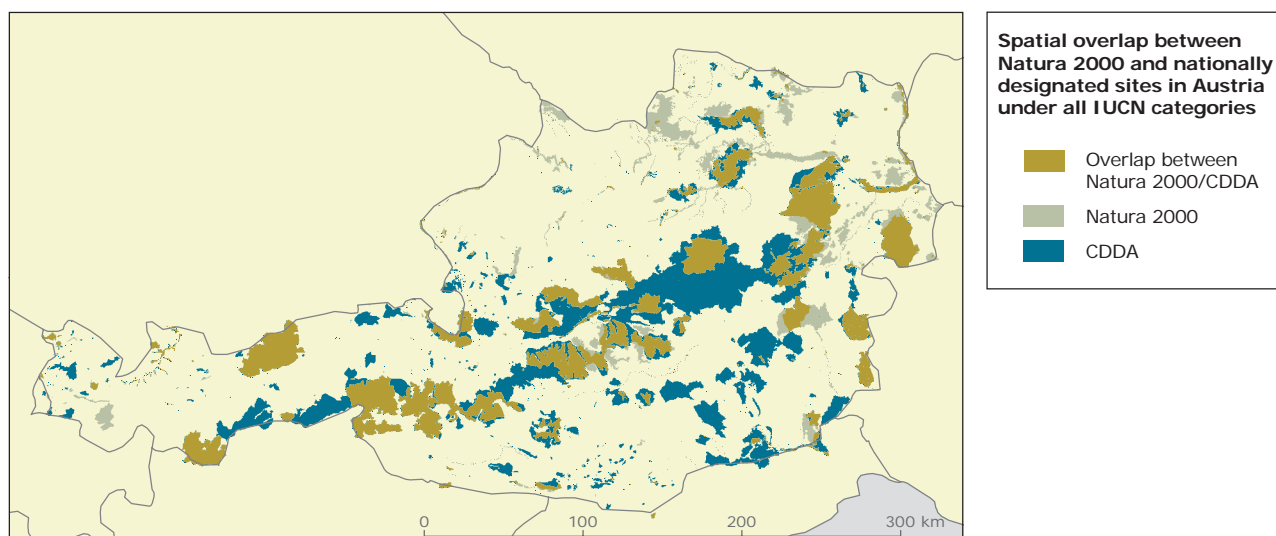 Spatial overlap between
Natura 2000 and nationally
designated sites in Austria
under all IUCN categories
Overlap between
Natura 2000/CDDA
Natura 2000
CDDA
0 100 200 300 km